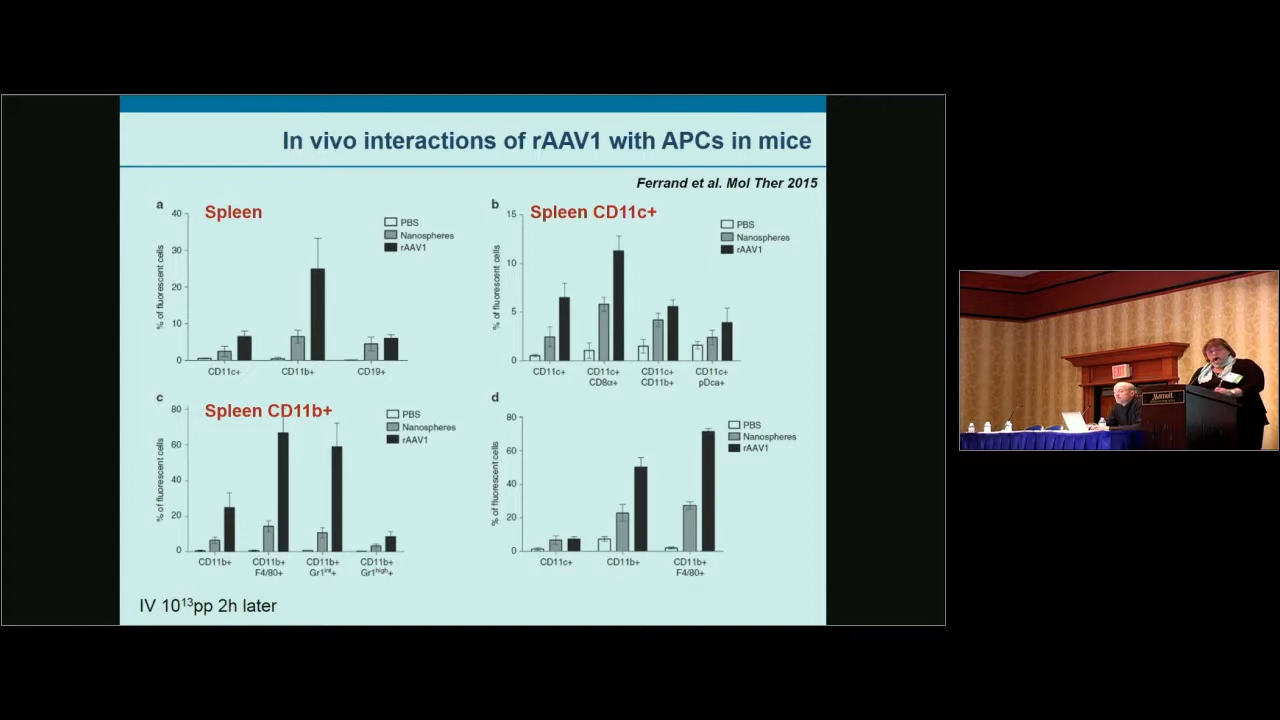 In vivo interactions of rAAV1 with APCs in mice
Ferrand et al. Mol Ther 2015
a
Spleen
% of fluorescent cells
40
30
20
10
0
PBS
Nanospheres
rAAV1
CD11c+
CD11b+
CD19+
b
Spleen CD11c+
% of fluorescent cells
15
10
5
0
PBS
Nanospheres
rAAV1
CD11c+
CD11c+
CD8α+
CD11c+
CD11b+
CD11c+
pDca+
c
Spleen CD11b+
% of fluorescent cells
80
60
40
20
0
PBS
Nanospheres
rAAV1
CD11b+
CD11b+
F4/80+
CD11b+
Gr1int+
CD11b+
Gr1high+
d
% of fluorescent cells
80
60
40
20
0
PBS
Nanospheres
rAAV1
CD11c+
CD11b+
CD11b+
F4/80+
IV 10¹³pp 2h later
EXIT
Marriott